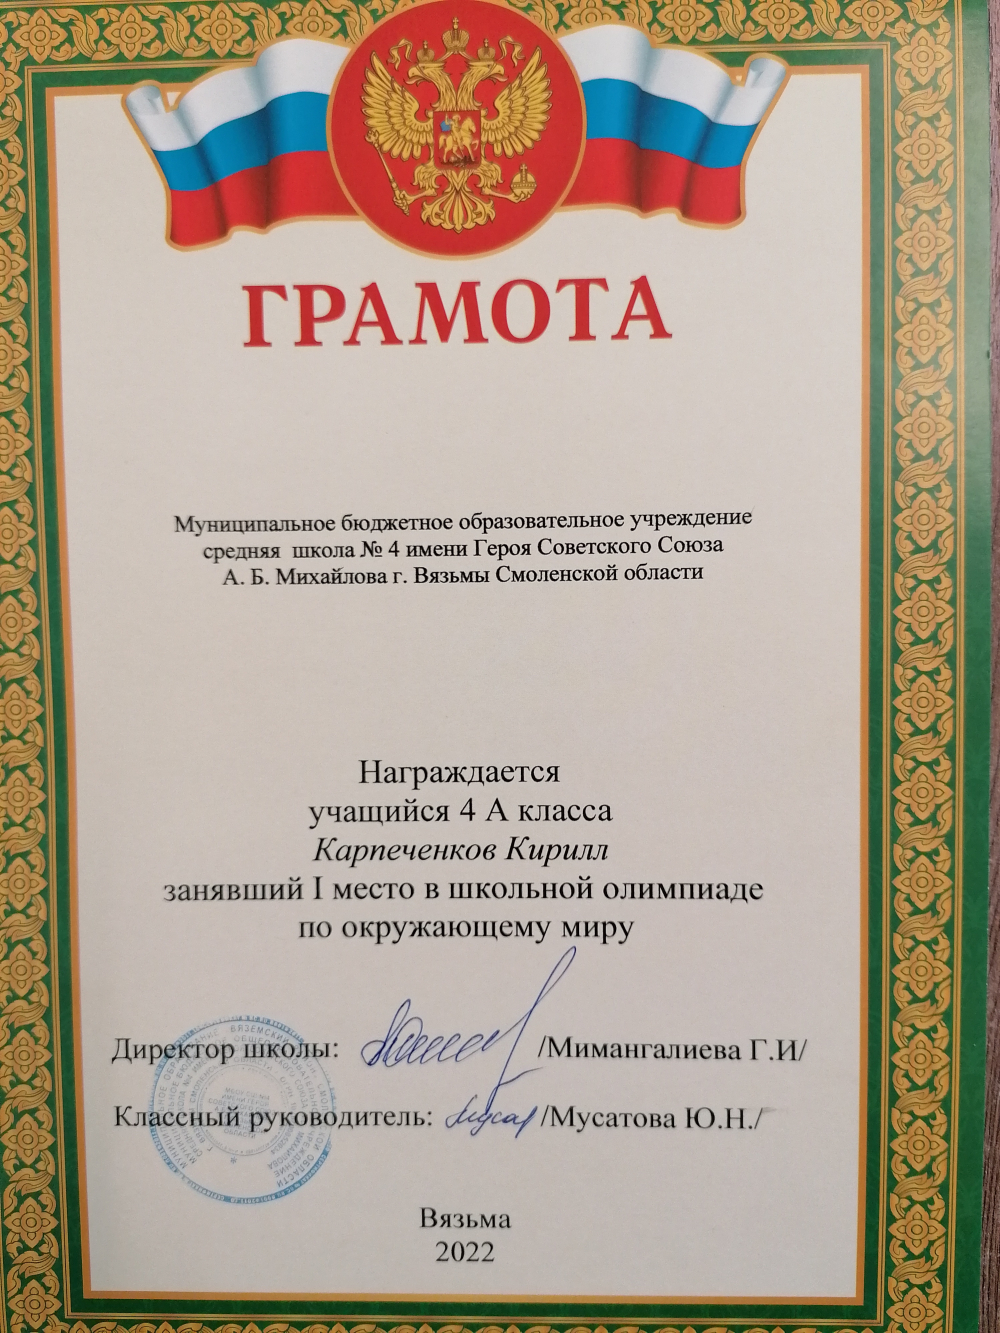 ГРАМОТА
Муниципальное бюджетное образовательное учреждение
средняя школа № 4 имени Героя Советского Союза
А. Б. Михайлова г. Вязьмы Смоленской области
Награждается
учащийся 4 А класса
Карпеченков Кирилл
занявший I место в школьной олимпиаде
по окружающему миру
Директор школы: /Мимангалиева Г.И/
Классный руководитель: /Мусатова Ю.Н./
Вязьма
2022